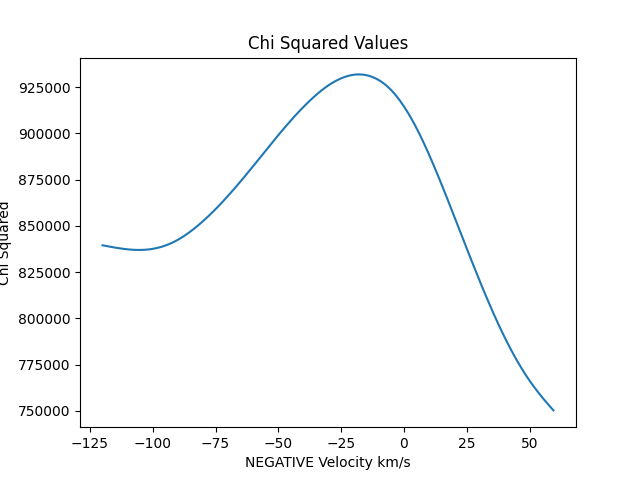 Chi Squared Values
925000
900000
875000
850000
825000
800000
775000
750000
Chi Squared
−125 −100 −75 −50 −25 0 25 50
NEGATIVE Velocity km/s